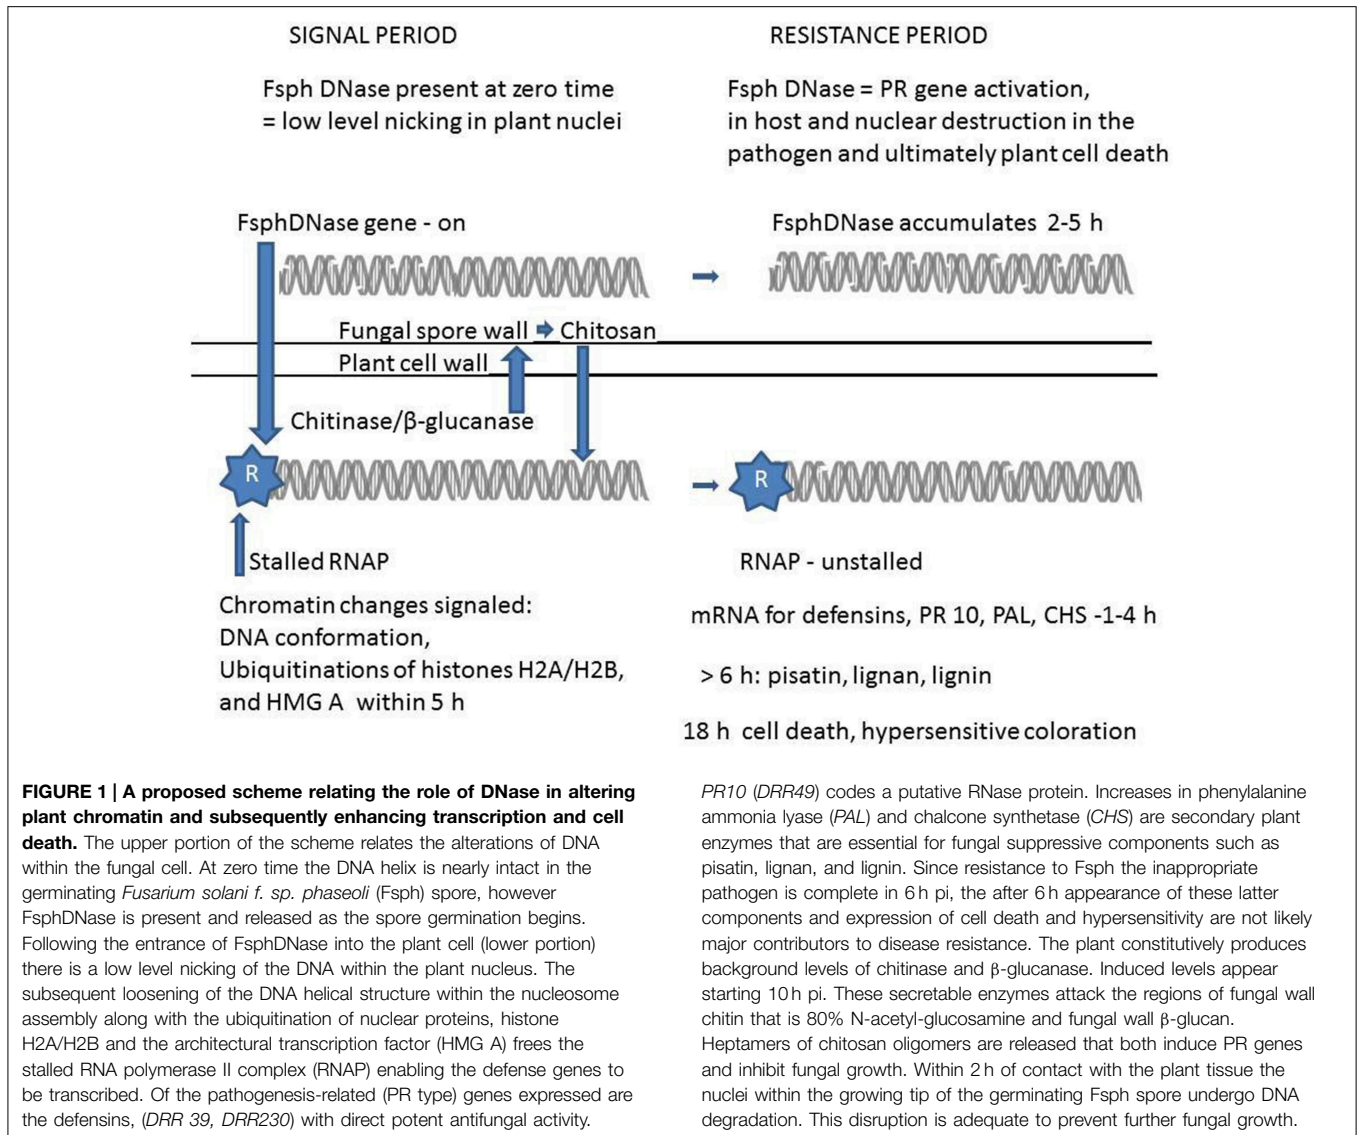 SIGNAL PERIOD
Fsph DNase present at zero time
= low level nicking in plant nuclei
RESISTANCE PERIOD
Fsph DNase = PR gene activation,
in host and nuclear destruction in the
pathogen and ultimately plant cell death
FsphDNase gene - on
FsphDNase accumulates 2-5 h
Fungal spore wall Chitosan
Plant cell wall
Chitinase/β-glucanase
R
R
Stalled RNAP
Chromatin changes signaled:
DNA conformation,
Ubiquitinations of histones H2A/H2B,
and HMG A within 5 h
RNAP - unstalled
mRNA for defensins, PR 10, PAL, CHS -1-4 h
> 6 h: pisatin, lignan, lignin
18 h cell death, hypersensitive coloration
FIGURE 1 | A proposed scheme relating the role of DNase in altering
plant chromatin and subsequently enhancing transcription and cell
death. The upper portion of the scheme relates the alterations of DNA
within the fungal cell. At zero time the DNA helix is nearly intact in the
germinating Fusarium solani f. sp. phaseoli (Fsph) spore, however
FsphDNase is present and released as the spore germination begins.
Following the entrance of FsphDNase into the plant cell (lower portion)
there is a low level nicking of the DNA within the plant nucleus. The
subsequent loosening of the DNA helical structure within the nucleosome
assembly along with the ubiquitination of nuclear proteins, histone
H2A/H2B and the architectural transcription factor (HMG A) frees the
stalled RNA polymerase II complex (RNAP) enabling the defense genes to
be transcribed. Of the pathogenesis-related (PR type) genes expressed are
the defensins, (DRR 39, DRR230) with direct potent antifungal activity.
PR10 (DRR49) codes a putative RNase protein. Increases in phenylalanine
ammonia lyase (PAL) and chalcone synthetase (CHS) are secondary plant
enzymes that are essential for fungal suppressive components such as
pisatin, lignan, and lignin. Since resistance to Fsph the inappropriate
pathogen is complete in 6 h pi, the after 6 h appearance of these latter
components and expression of cell death and hypersensitivity are not likely
major contributors to disease resistance. The plant constitutively produces
background levels of chitinase and β-glucanase. Induced levels appear
starting 10 h pi. These secretable enzymes attack the regions of fungal wall
chitin that is 80% N-acetyl-glucosamine and fungal wall β-glucan.
Heptamers of chitosan oligomers are released that both induce PR genes
and inhibit fungal growth. Within 2 h of contact with the plant tissue the
nuclei within the growing tip of the germinating Fsph spore undergo DNA
degradation. This disruption is adequate to prevent further fungal growth.